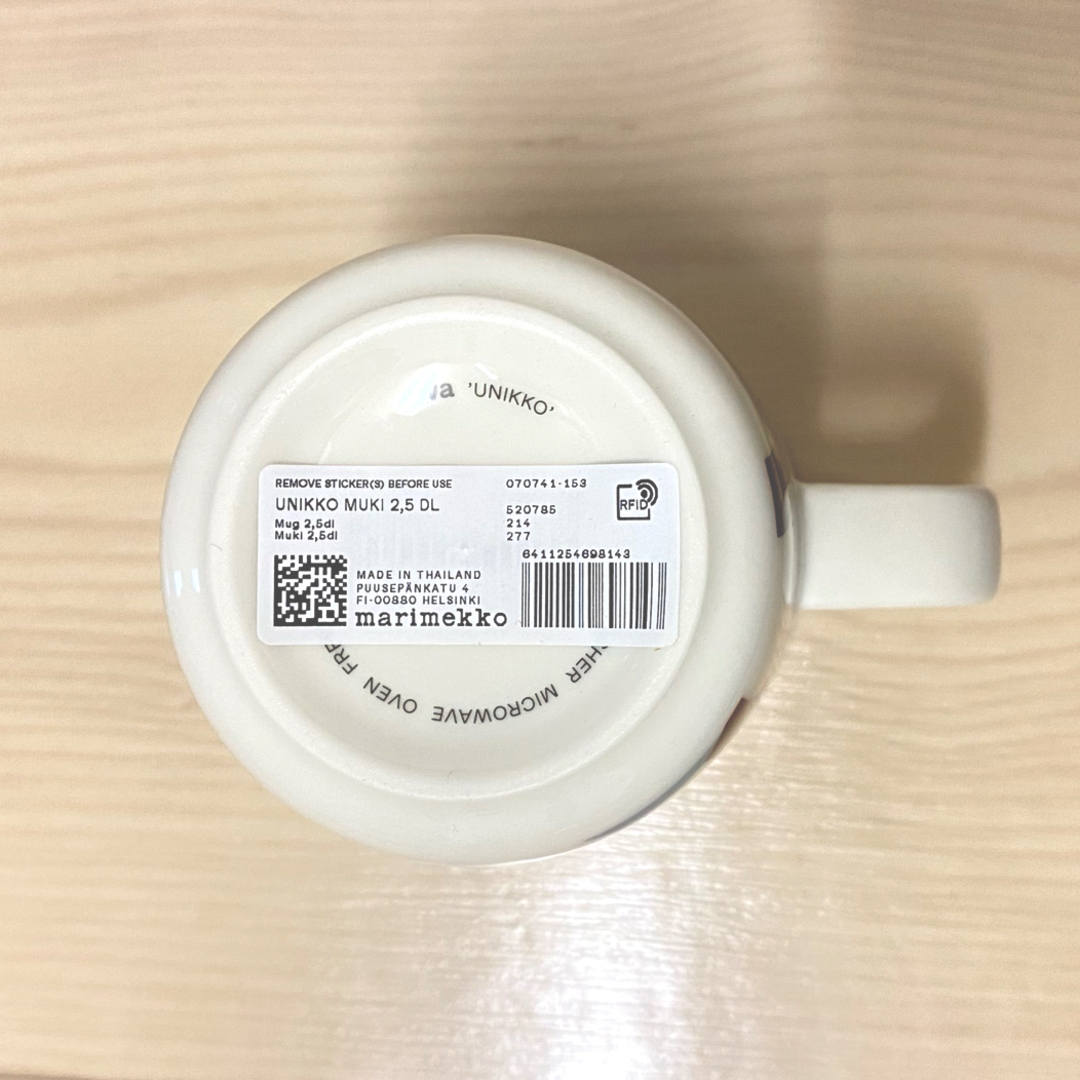 'UNIKKO'
REMOVE STICKER(S) BEFORE USE 070741-153
UNIKKO MUKI 2,5 DL 520785
Mug 2,5dl 214
Muki 2,5dl 277
RFID
6411254698143
MADE IN THAILAND
PUUSEPÄNKATU 4
FI-00880 HELSINKI
marimekko
MICROWAVE OVEN